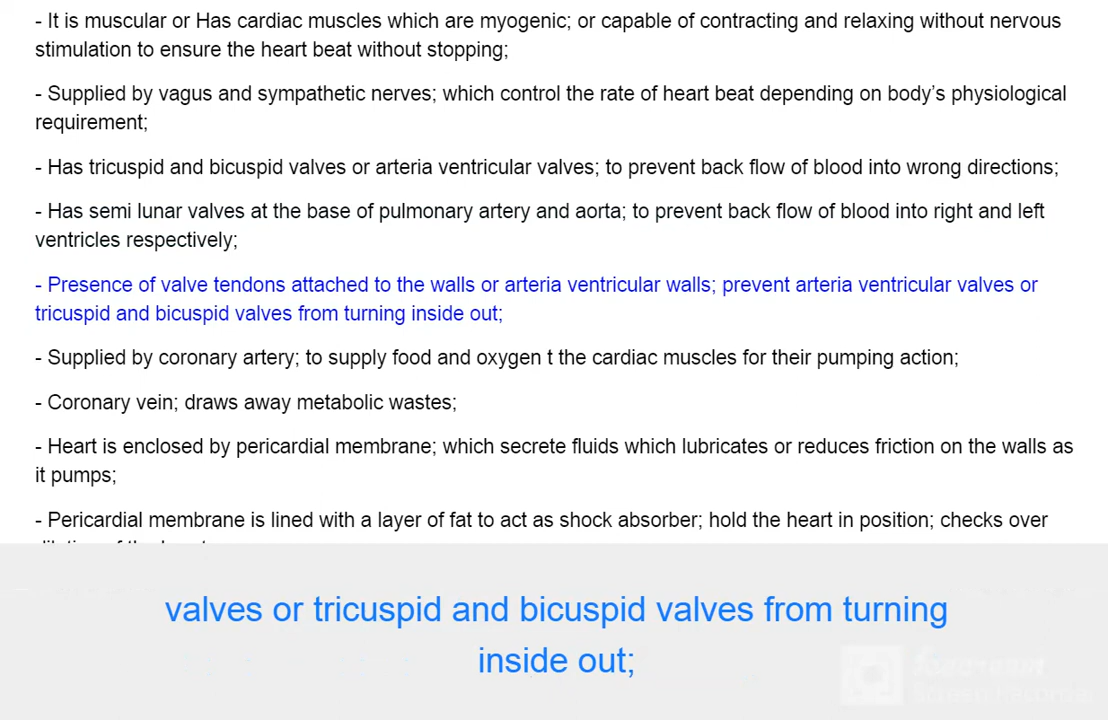 - It is muscular or Has cardiac muscles which are myogenic; or capable of contracting and relaxing without nervous
stimulation to ensure the heart beat without stopping;
- Supplied by vagus and sympathetic nerves; which control the rate of heart beat depending on body's physiological
requirement;
- Has tricuspid and bicuspid valves or arteria ventricular valves; to prevent back flow of blood into wrong directions;
- Has semi lunar valves at the base of pulmonary artery and aorta; to prevent back flow of blood into right and left
ventricles respectively;
- Presence of valve tendons attached to the walls or arteria ventricular walls; prevent arteria ventricular valves or
tricuspid and bicuspid valves from turning inside out;
- Supplied by coronary artery; to supply food and oxygen t the cardiac muscles for their pumping action;
- Coronary vein; draws away metabolic wastes;
- Heart is enclosed by pericardial membrane; which secrete fluids which lubricates or reduces friction on the walls as
it pumps;
- Pericardial membrane is lined with a layer of fat to act as shock absorber; hold the heart in position; checks over
valves or tricuspid and bicuspid valves from turning
inside out;